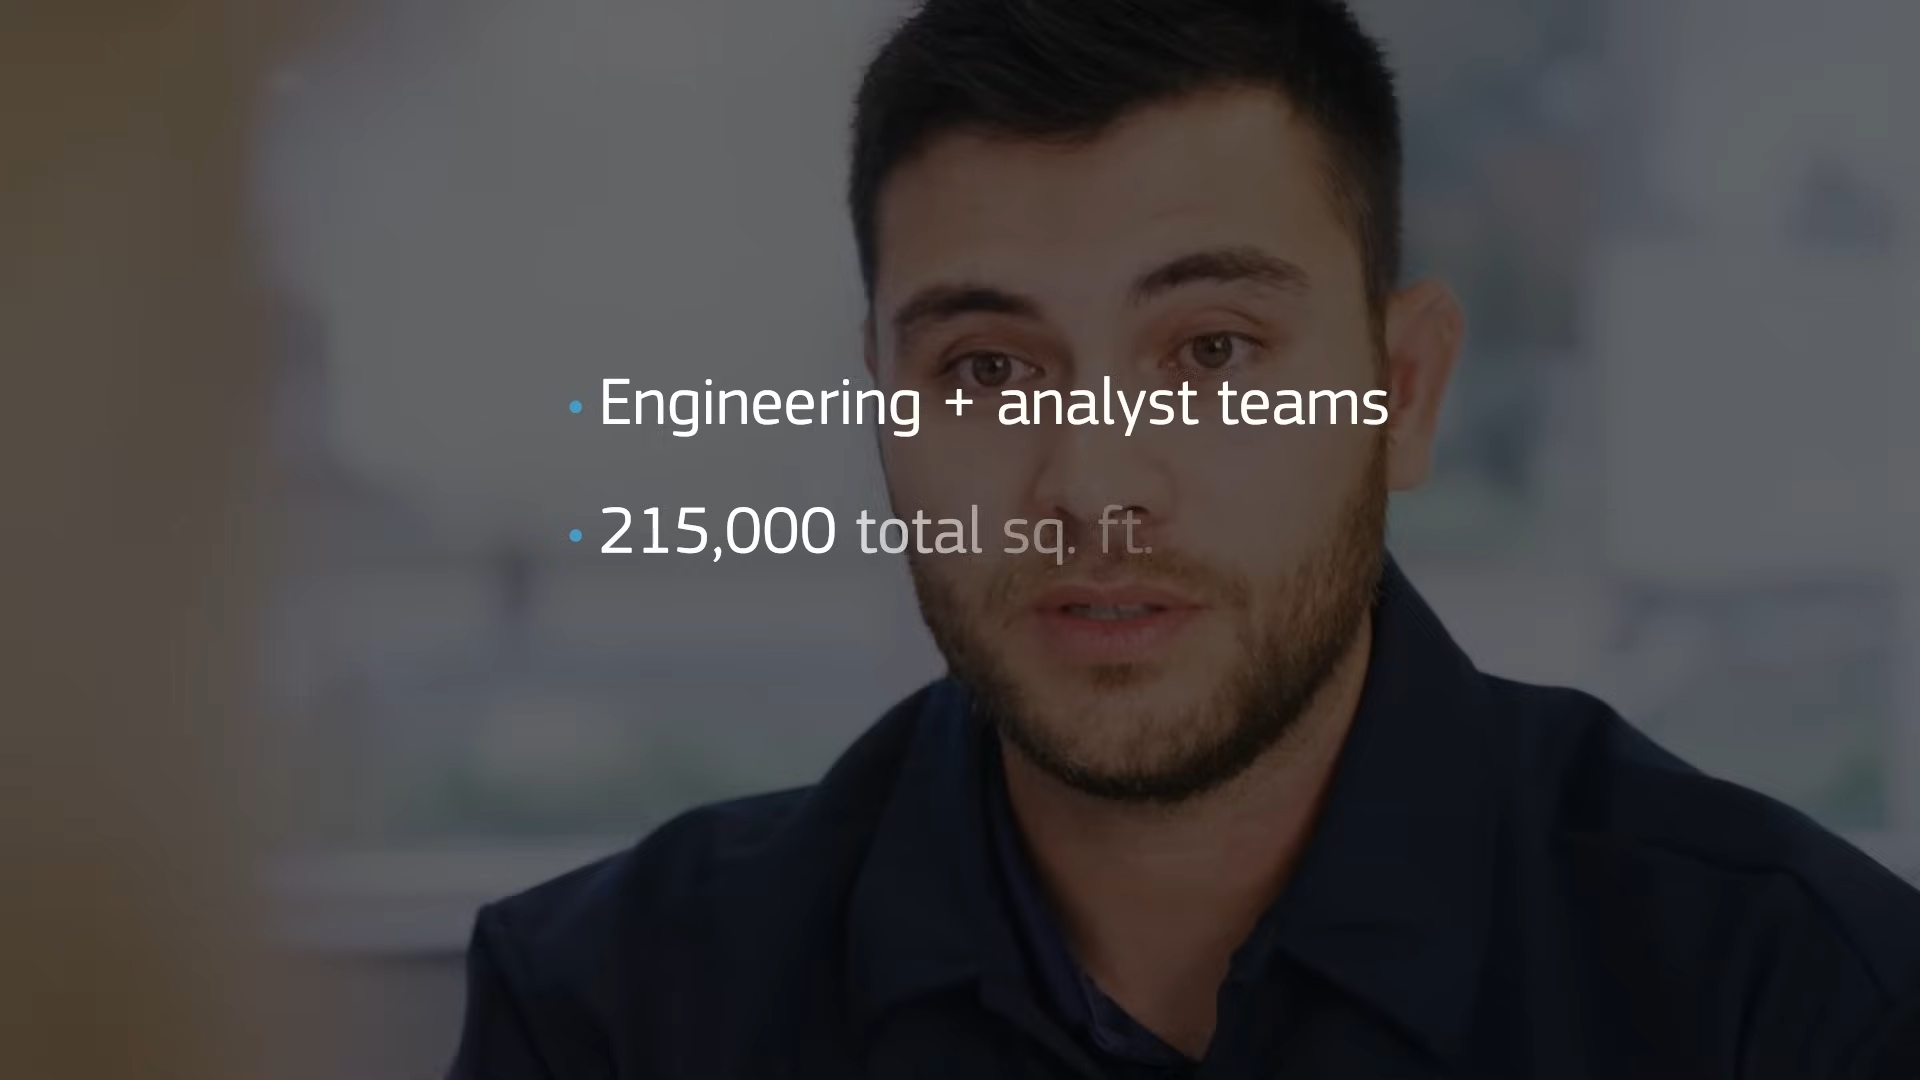 • Engineering + analyst teams
• 215,000 total sq. ft.